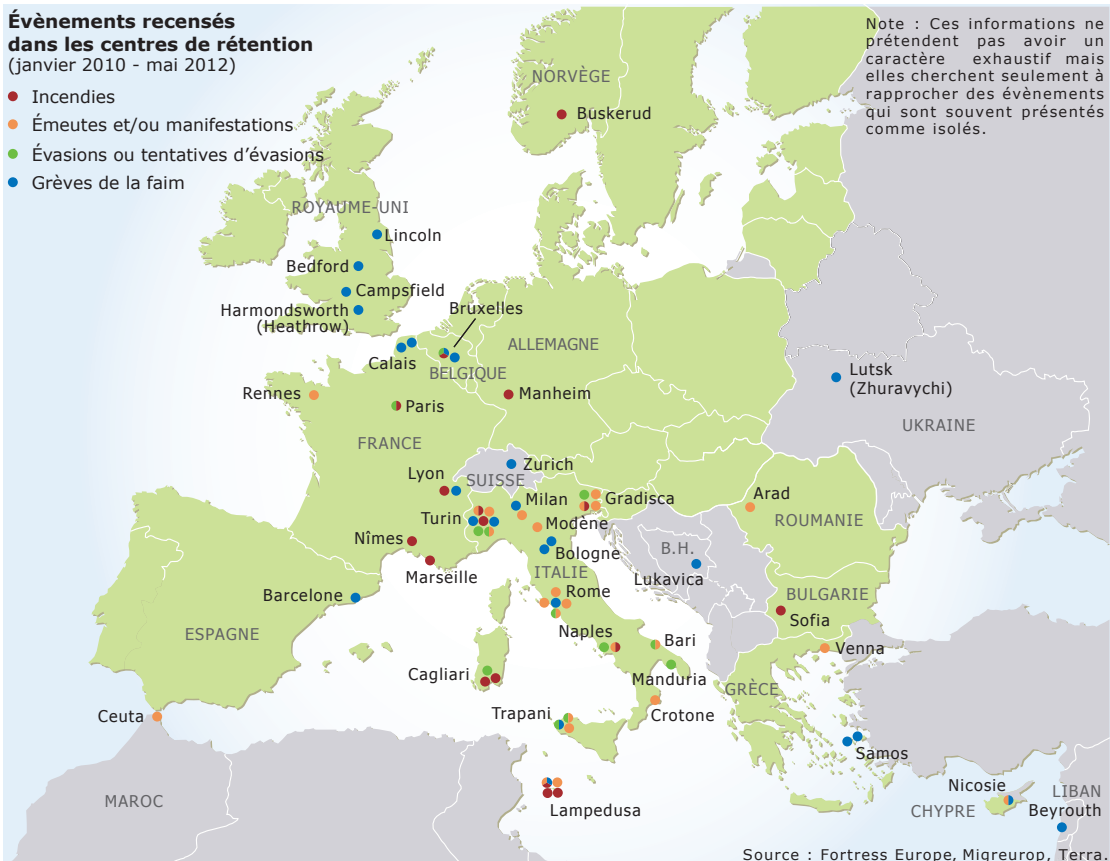 Évènements recensés
dans les centres de rétention
(janvier 2010 - mai 2012)
Incendies
Émeutes et/ou manifestations
Évasions ou tentatives d'évasions
Grèves de la faim
Note : Ces informations ne
prétendent pas avoir un
caractère exhaustif mais
elles cherchent seulement à
rapprocher des évènements
qui sont souvent présentés
comme isolés.
NORVÈGE
Buskerud
ROYAUME-UNI
Lincoln
Bedford
Campsfield
Harmondsworth
(Heathrow)
Bruxelles
Calais
BELGIQUE
ALLEMAGNE
Lutsk
(Zhuravychi)
Rennes
Paris
Manheim
UKRAINE
FRANCE
Zurich
Lyon
SUISSE
Milan
Gradisca
Arad
Turin
Modène
ROUMANIE
Nîmes
Bologne
B.H.
Marseille
ITALIE
Lukavica
Barcelone
Rome
BULGARIE
Sofia
ESPAGNE
Naples
Bari
Venna
Cagliari
Manduria
GRÈCE
Ceuta
Trapani
Crotone
Samos
Nicosie
LIBAN
MAROC
Lampedusa
CHYPRE
Beyrouth
Source : Fortress Europe, Migreurop, Terra.